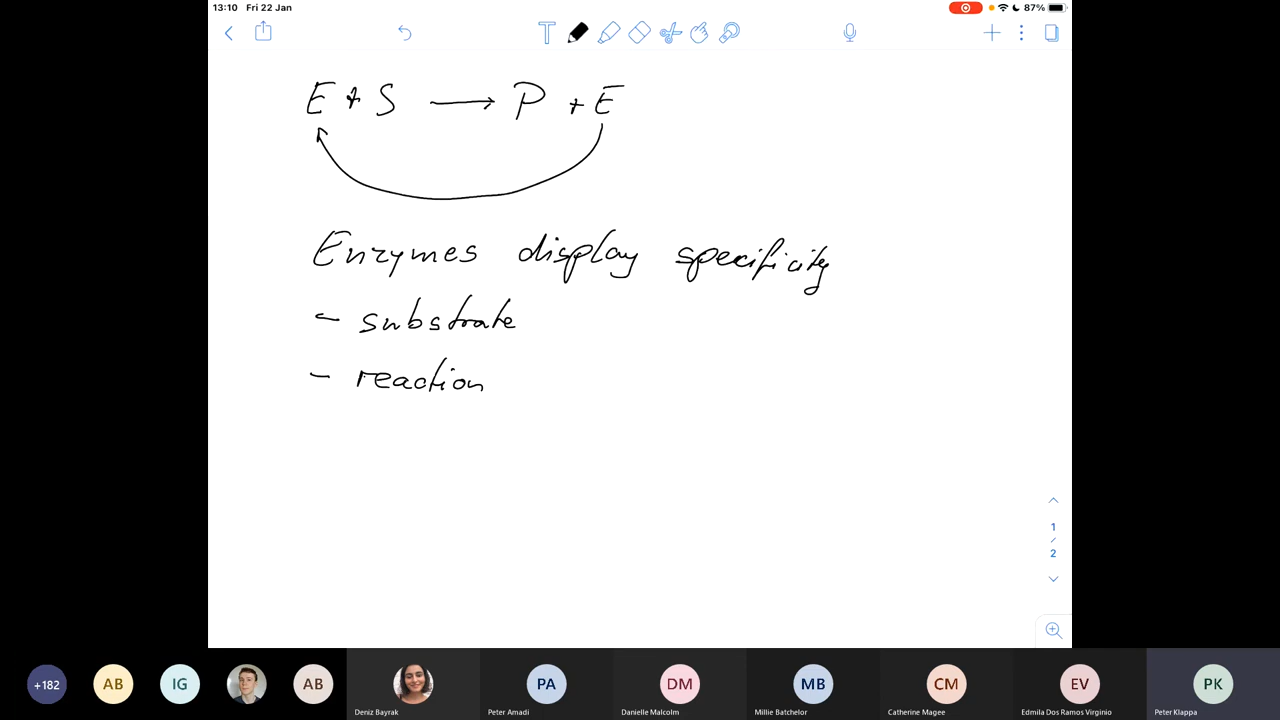 13:10 Fri 22 Jan 87%
T
E + S → P + E
Enzymes display specificity
- substrate
- reaction
1
/
2
+182 AB IG AB PA DM MB CM EV PK
Deniz Bayrak Peter Amadi Danielle Malcolm Millie Batchelor Catherine Magee Edmila Dos Ramos Virginio Peter Klappa